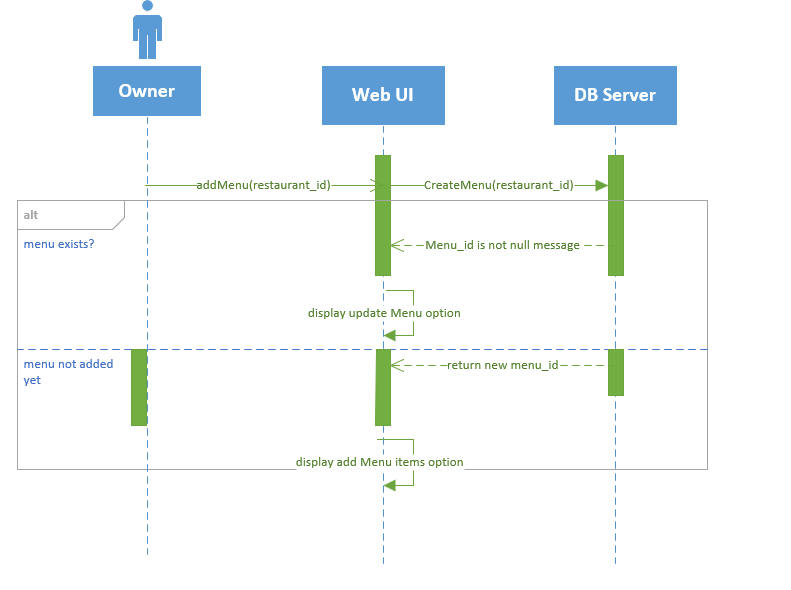 Owner
Web UI
DB Server
addMenu(restaurant_id)
CreateMenu(restaurant_id)
alt
menu exists?
Menu_id is not null message
display update Menu option
menu not added
yet
return new menu_id
display add Menu items option